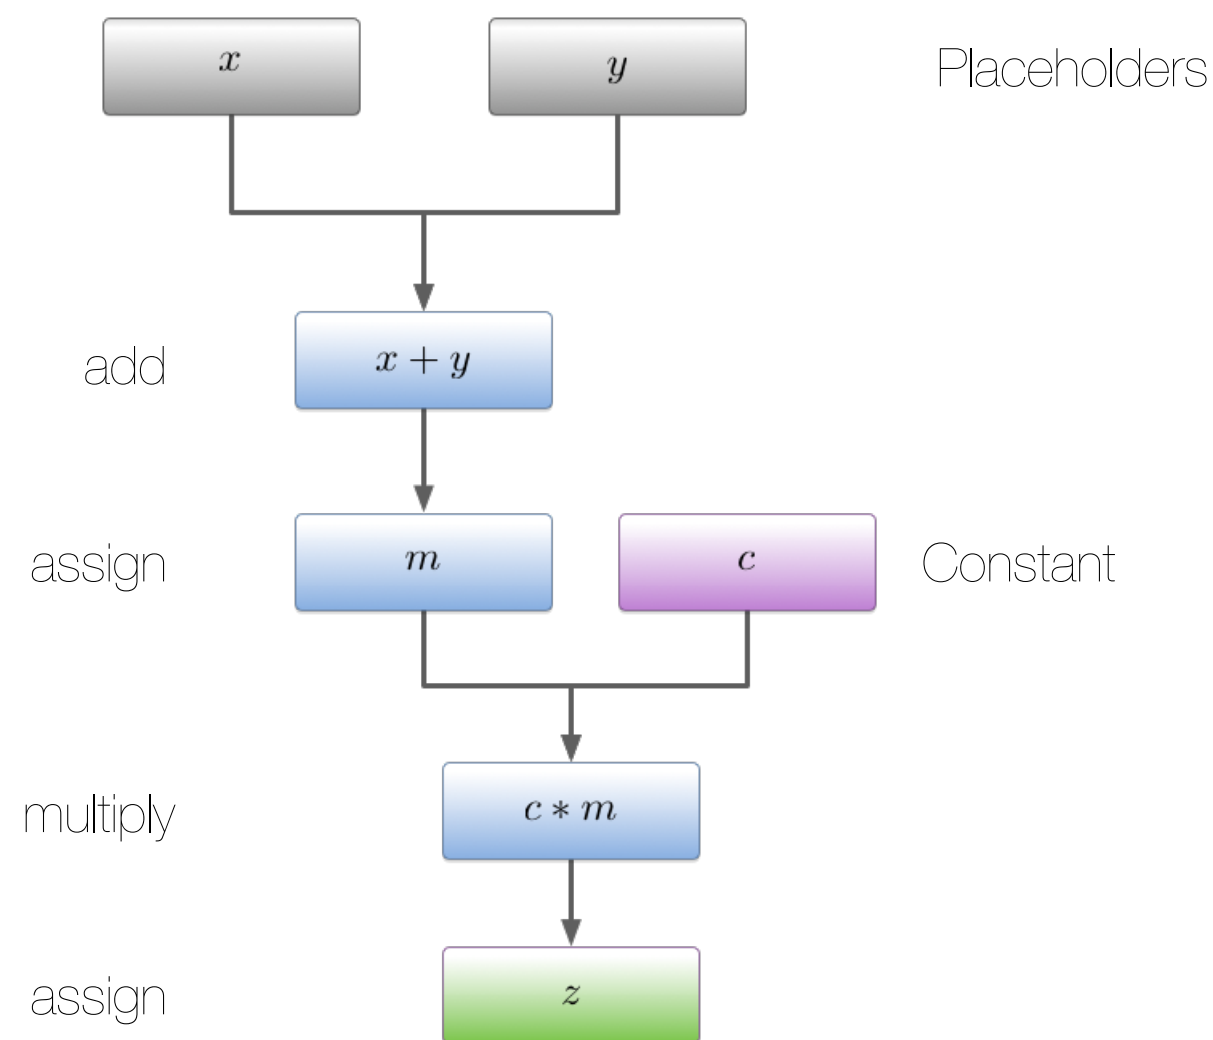 x y Placeholders
add x + y
assign m c Constant
multiply c * m
assign z